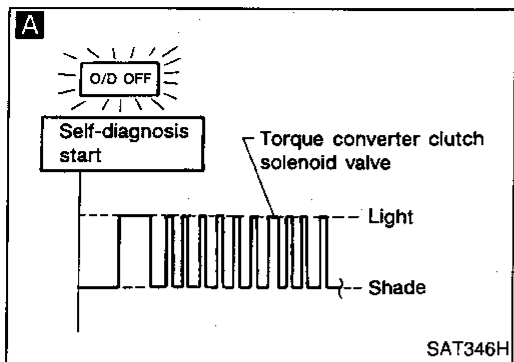 A
O/D OFF
Self-diagnosis
start
Torque converter clutch
solenoid valve
Light
Shade
SAT346H